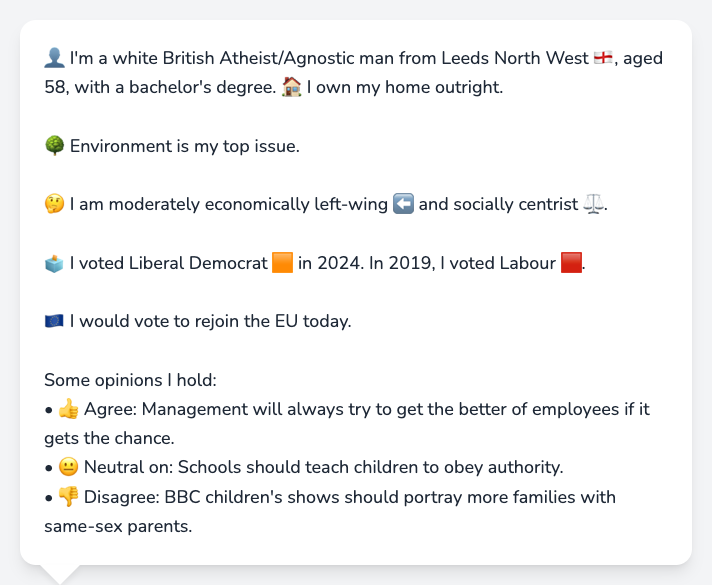 👤 I'm a white British Atheist/Agnostic man from Leeds North West 🏴󠁧󠁢󠁥󠁮󠁧󠁿, aged
58, with a bachelor's degree. 🏠 I own my home outright.
🌳 Environment is my top issue.
🤔 I am moderately economically left-wing ⬅️ and socially centrist ⚖️.
🗳️ I voted Liberal Democrat 🟧 in 2024. In 2019, I voted Labour 🟥.
🇪🇺 I would vote to rejoin the EU today.
Some opinions I hold:
• 👍 Agree: Management will always try to get the better of employees if it
gets the chance.
• 😐 Neutral on: Schools should teach children to obey authority.
• 👎 Disagree: BBC children's shows should portray more families with
same-sex parents.